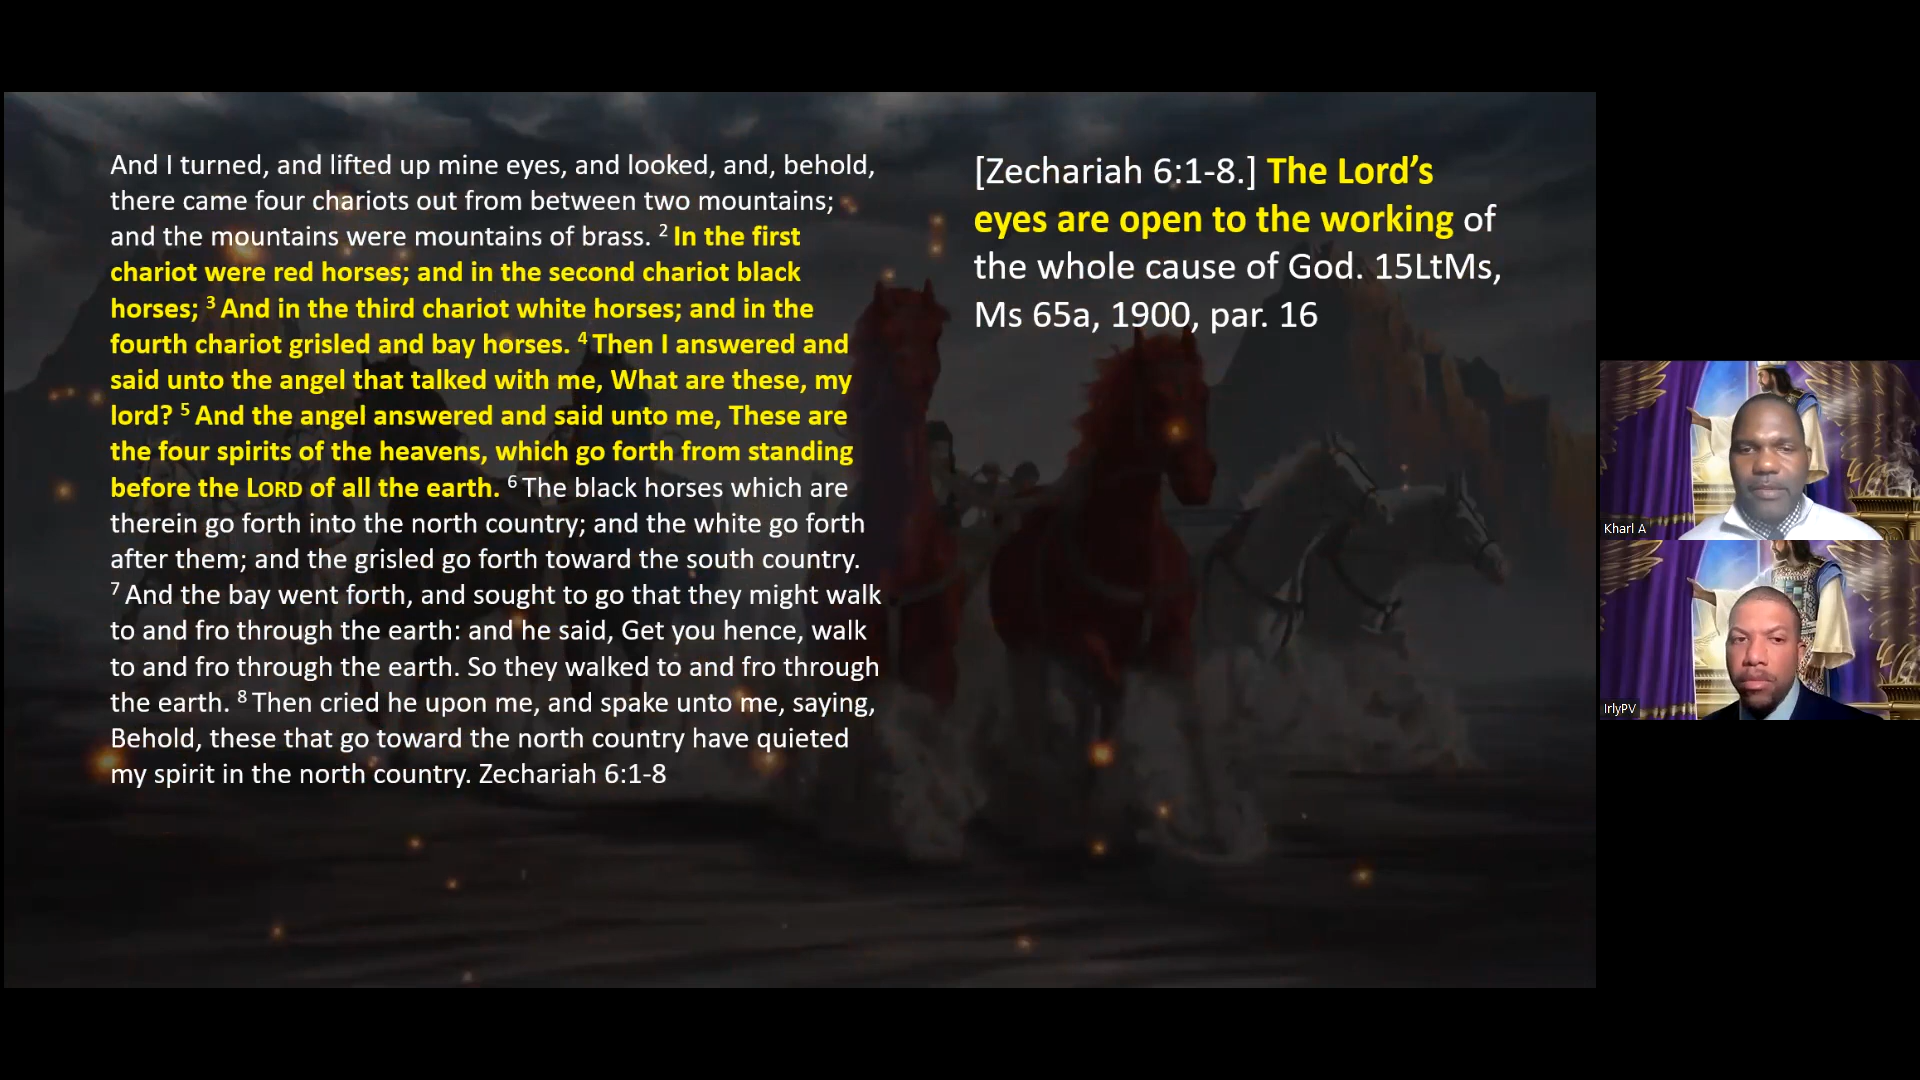 And I turned, and lifted up mine eyes, and looked, and, behold,
there came four chariots out from between two mountains;
and the mountains were mountains of brass. 2 In the first
chariot were red horses; and in the second chariot black
horses; 3 And in the third chariot white horses; and in the
fourth chariot grisled and bay horses. 4 Then I answered and
said unto the angel that talked with me, What are these, my
lord? 5 And the angel answered and said unto me, These are
the four spirits of the heavens, which go forth from standing
before the LORD of all the earth. 6 The black horses which are
therein go forth into the north country; and the white go forth
after them; and the grisled go forth toward the south country.
7 And the bay went forth, and sought to go that they might walk
to and fro through the earth: and he said, Get you hence, walk
to and fro through the earth. So they walked to and fro through
the earth. 8 Then cried he upon me, and spake unto me, saying,
Behold, these that go toward the north country have quieted
my spirit in the north country. Zechariah 6:1-8
[Zechariah 6:1-8.] The Lord’s
eyes are open to the working of
the whole cause of God. 15LtMs,
Ms 65a, 1900, par. 16
Kharl A
IrlyPV